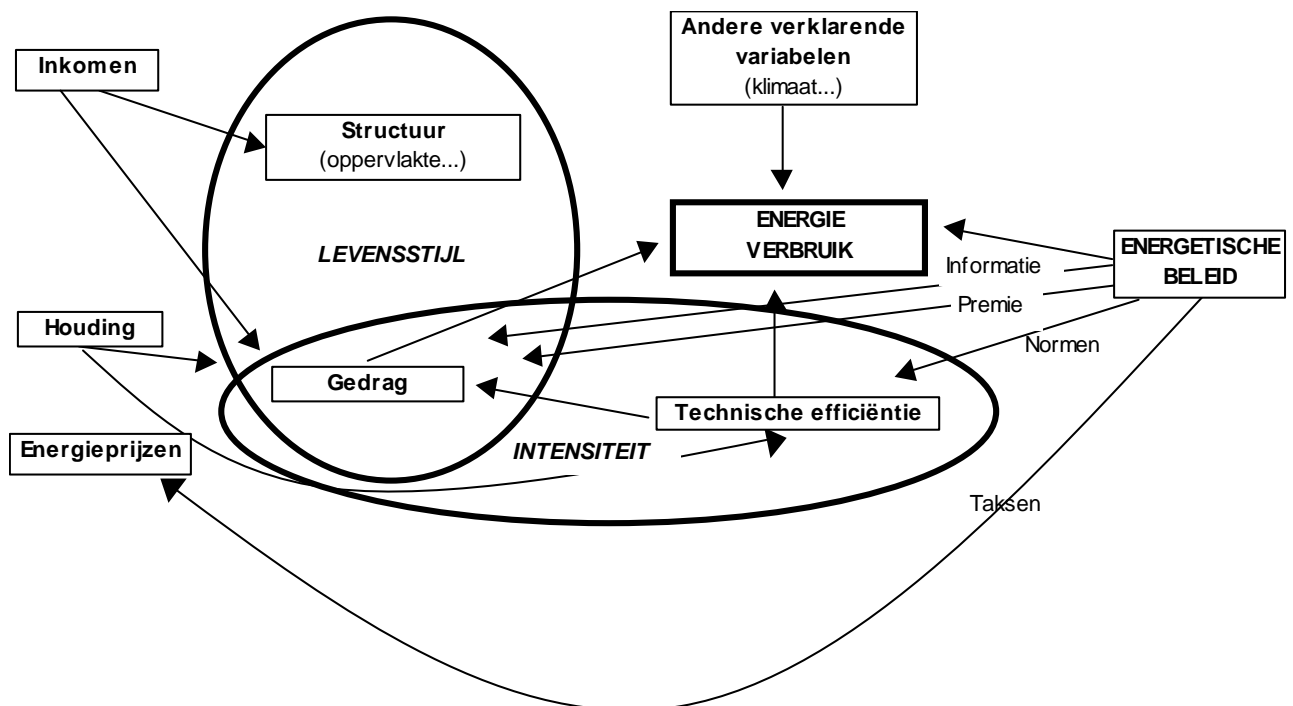 Andere verklarende
variabelen
(klimaat...)
Inkomen
Structuur
(oppervlakte...)
LEVENSSTIJL
ENERGIE
VERBRUIK
ENERGETISCHE
BELEID
Informatie
Premie
Normen
Houding
Gedrag
Technische efficiëntie
Energieprijzen
INTENSITEIT
Taksen